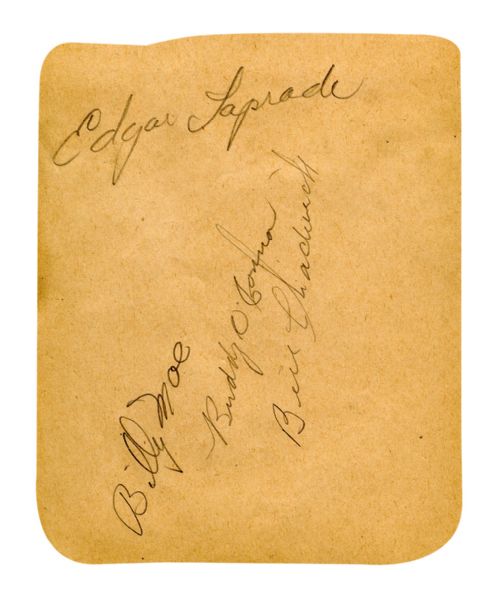 Edgar Laprade
Billy Moe
Buddy O'Connor
Bill Chadwick